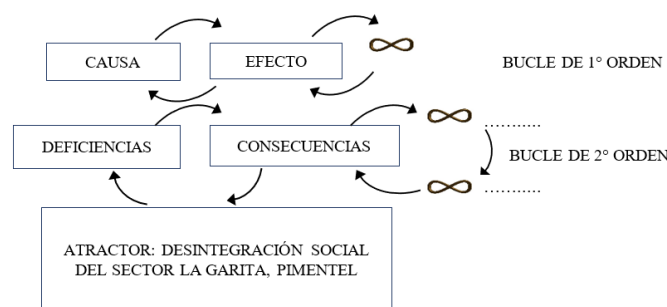 CAUSA
EFECTO
BUCLE DE 1° ORDEN
DEFICIENCIAS
CONSECUENCIAS
...........
BUCLE DE 2° ORDEN
...........
ATRACTOR: DESINTEGRACIÓN SOCIAL
DEL SECTOR LA GARITA, PIMENTEL